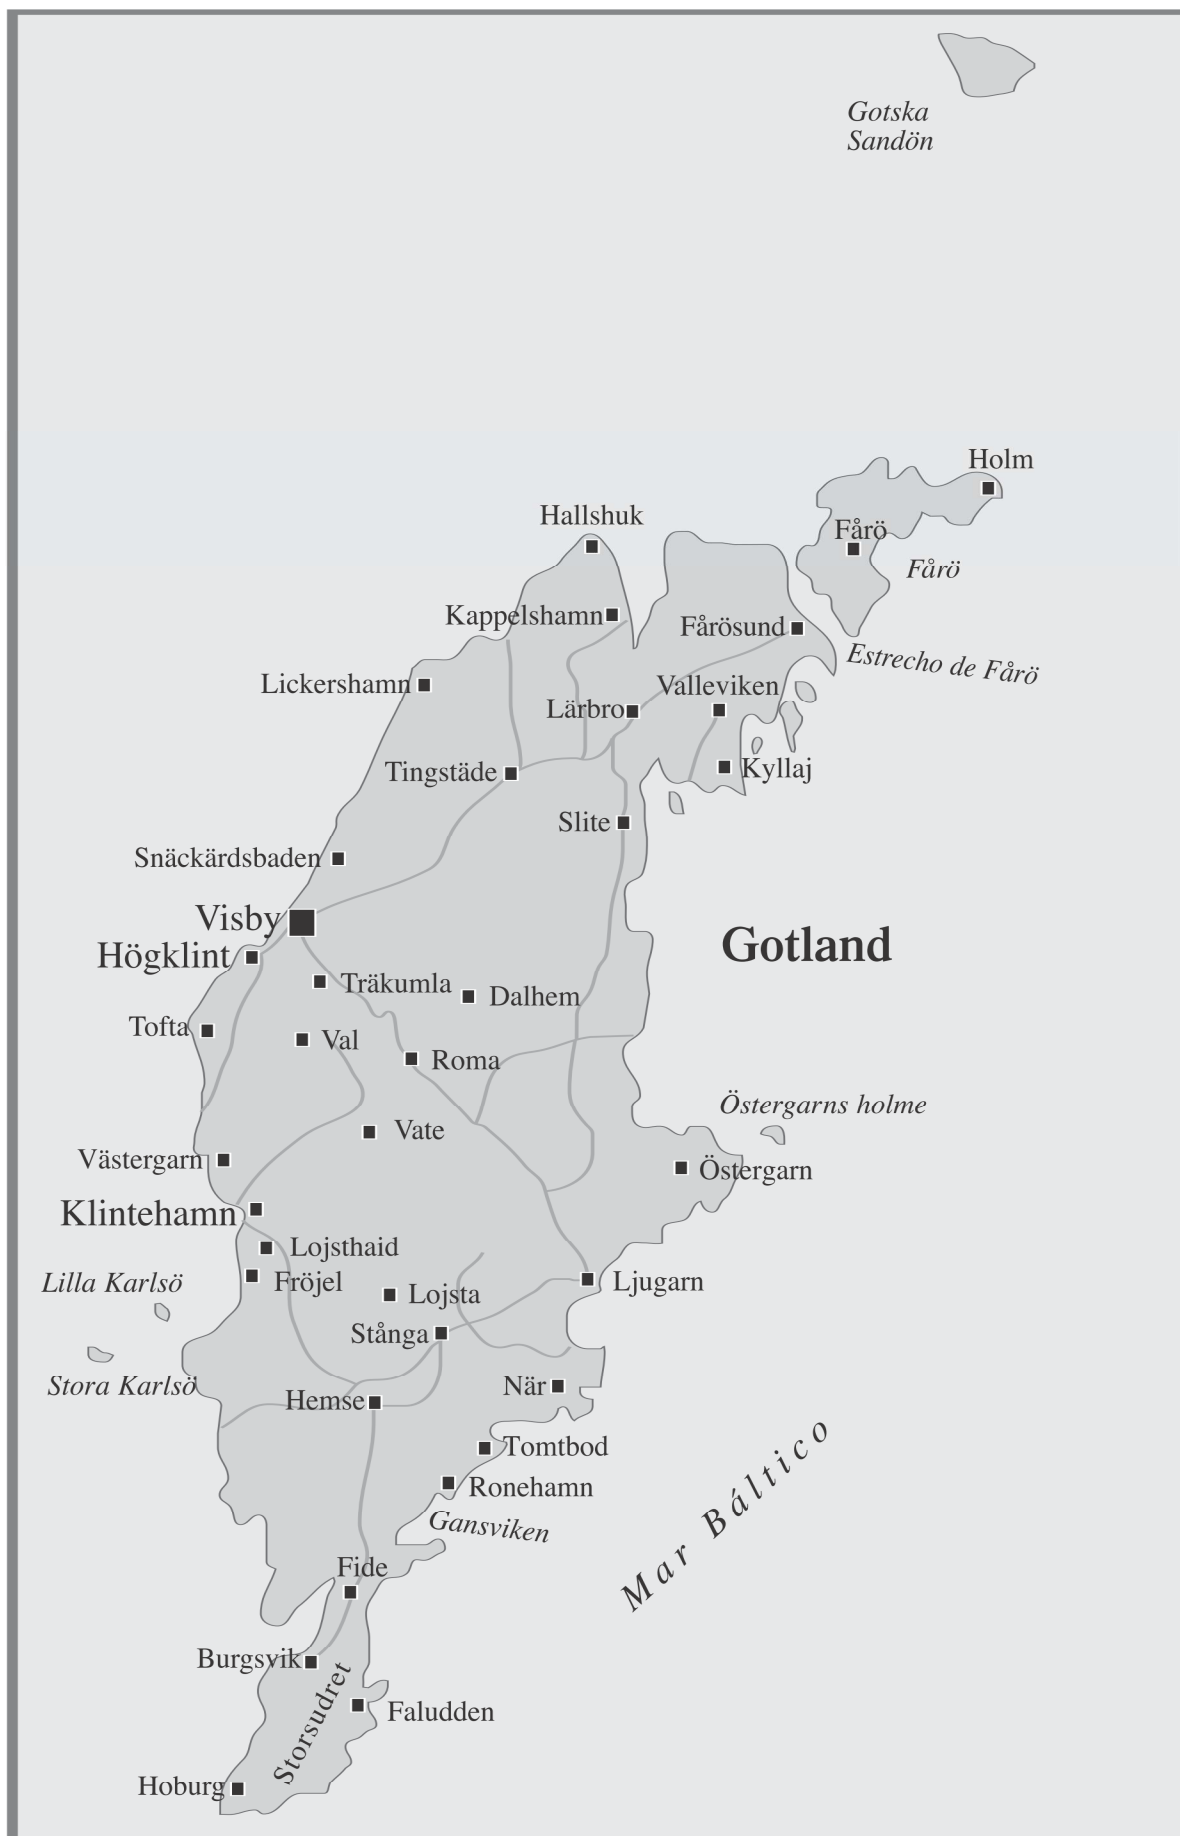 Gotska
Sandön
Holm
Hallshuk
Fårö
Fårö
Kappelshamn
Fårösund
Estrecho de Fårö
Lickershamn
Valleviken
Lärbro
Tingstäde
Kyllaj
Slite
Snäckärdsbaden
Visby
Gotland
Högklint
Träkumla
Dalhem
Tofta
Val
Roma
Östergarns holme
Vate
Västergarn
Östergarn
Klintehamn
Lojsthaid
Lilla Karlsö
Fröjel
Ljugarn
Lojsta
Stånga
Stora Karlsö
När
Hemse
Tomtbod
Ronehamn
Gansviken
Mar Báltico
Fide
Burgsvik
Storsudret
Faludden
Hoburg